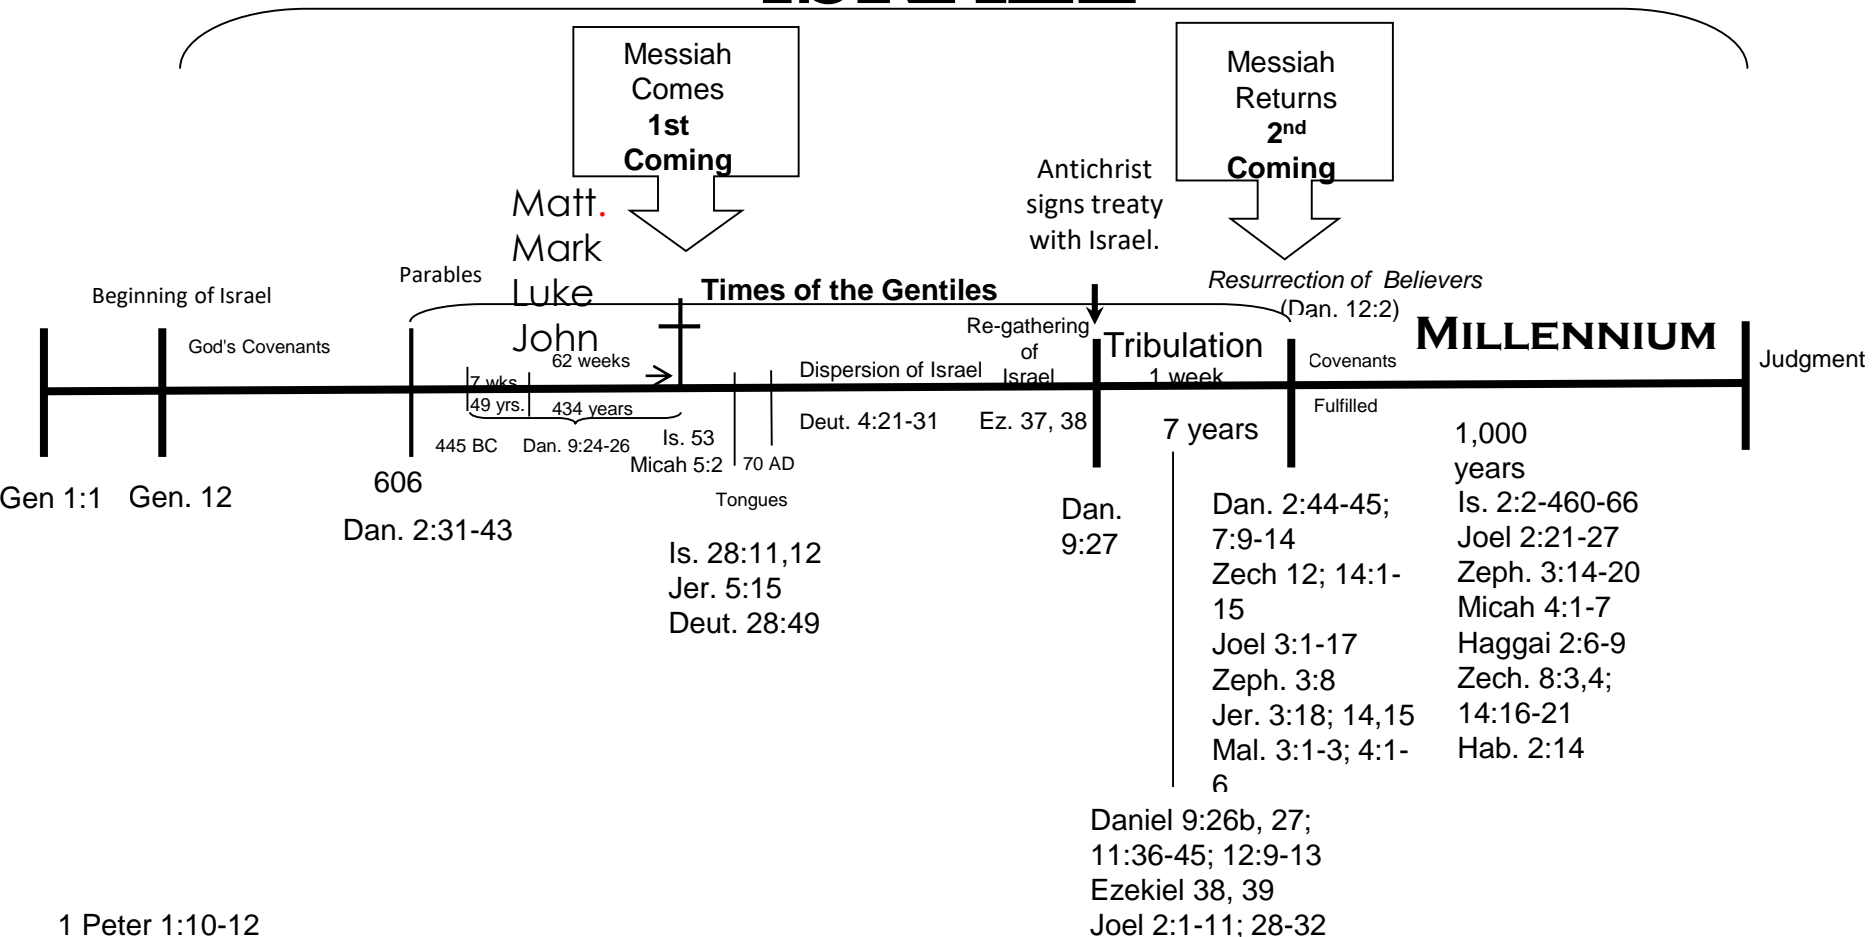 Messiah
Comes
1st
Coming
Messiah
Returns
2nd
Coming
Antichrist
signs treaty
with Israel.
Matt.
Mark
Luke
John
Parables
Beginning of Israel
God's Covenants
Times of the Gentiles
Resurrection of Believers
(Dan. 12:2)
Re-gathering
of
Israel
Tribulation
1 week
Covenants
Fulfilled
MILLENNIUM
Judgment
62 weeks
7 wks
49 yrs.
434 years
Dispersion of Israel
Deut. 4:21-31
Ez. 37, 38
7 years
445 BC
Dan. 9:24-26
Is. 53
Micah 5:2
70 AD
Tongues
Gen 1:1
Gen. 12
606
Dan. 2:31-43
Is. 28:11,12
Jer. 5:15
Deut. 28:49
Dan.
9:27
Dan. 2:44-45;
7:9-14
Zech 12; 14:1-
15
Joel 3:1-17
Zeph. 3:8
Jer. 3:18; 14,15
Mal. 3:1-3; 4:1-
6
1,000
years
Is. 2:2-460-66
Joel 2:21-27
Zeph. 3:14-20
Micah 4:1-7
Haggai 2:6-9
Zech. 8:3,4;
14:16-21
Hab. 2:14
Daniel 9:26b, 27;
11:36-45; 12:9-13
Ezekiel 38, 39
Joel 2:1-11; 28-32
1 Peter 1:10-12